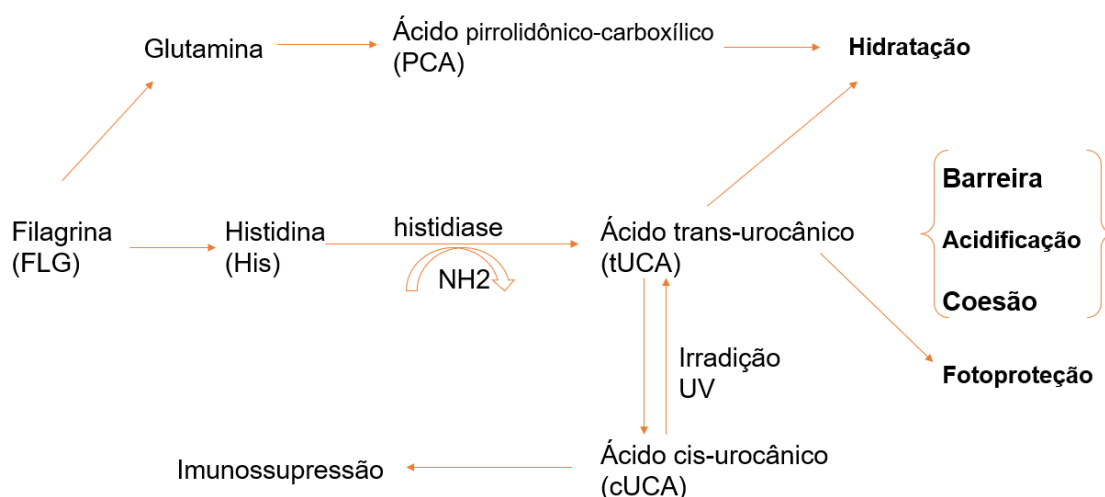 Glutamina
Ácido pirrolidônico-carboxílico
(PCA)
Hidratação
Filagrina
(FLG)
Histidina
(His)
histidiase
NH2
Ácido trans-urocânico
(tUCA)
Barreira
Acidificação
Coesão
Irradição
UV
Fotoproteção
Imunossupressão
Ácido cis-urocânico
(cUCA)